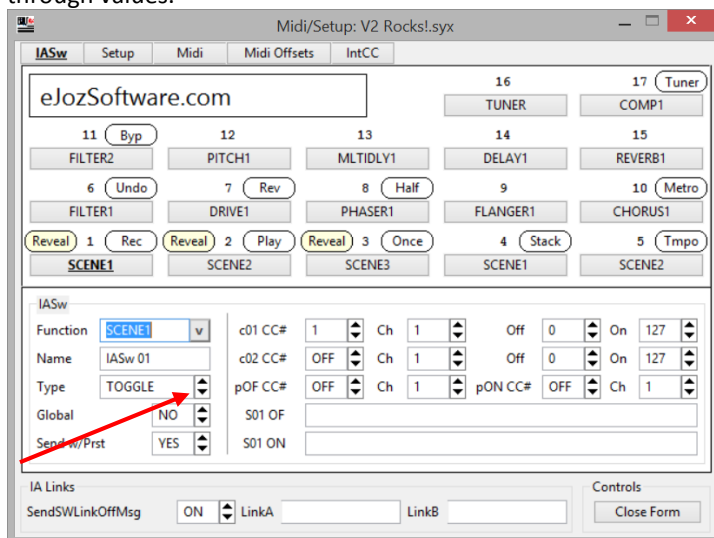 through values.
Midi/Setup: V2 Rocks!.syx
IASw Setup Midi Midi Offsets IntCC
eJozSoftware.com
16 17 Tuner
TUNER COMP1
11 Byp 12 13 14 15
FILTER2 PITCH1 MLTIDLY1 DELAY1 REVERB1
6 Undo 7 Rev 8 Half 9 10 Metro
FILTER1 DRIVE1 PHASER1 FLANGER1 CHORUS1
Reveal 1 Rec Reveal 2 Play Reveal 3 Once 4 Stack 5 Tmpo
SCENE1 SCENE2 SCENE3 SCENE1 SCENE2
IASw
Function SCENE1 v c01 CC# 1 Ch 1 Off 0 On 127
Name IASw 01 c02 CC# OFF Ch 1 Off 0 On 127
Type TOGGLE pOF CC# OFF Ch 1 pON CC# OFF Ch 1
Global NO S01 OF
Send w/Prst YES S01 ON
IA Links Controls
SendSWLinkOffMsg ON LinkA LinkB Close Form